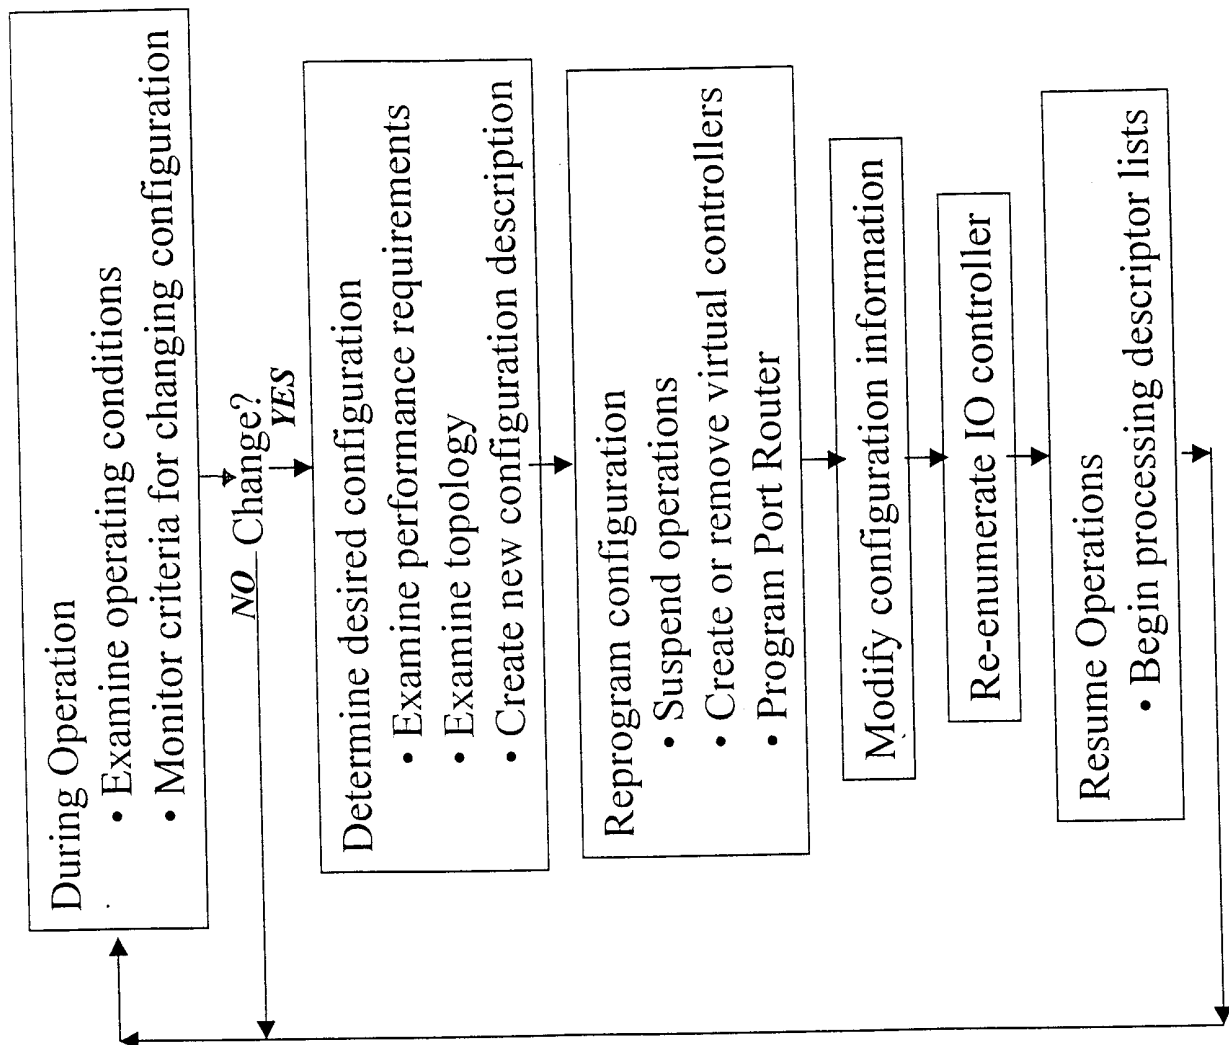 During Operation
• Examine operating conditions
• Monitor criteria for changing configuration
NO Change?
YES
Determine desired configuration
• Examine performance requirements
• Examine topology
• Create new configuration description
Reprogram configuration
• Suspend operations
• Create or remove virtual controllers
• Program Port Router
Modify configuration information
Re-enumerate IO controller
Resume Operations
• Begin processing descriptor lists